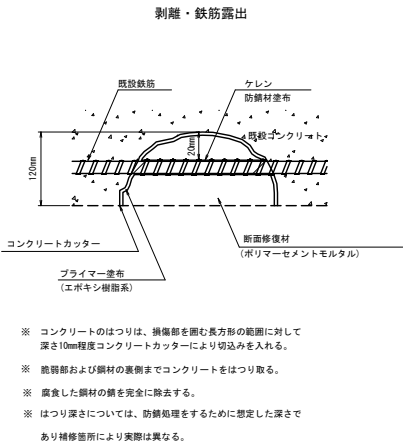 剥離・鉄筋露出
既設鉄筋
ケレン
防錆材塗布
既設コンクリート
20mm
120mm
コンクリートカッター
断面修復材
(ポリマーセメントモルタル)
プライマー塗布
(エポキシ樹脂系)
※ コンクリートのはつりは、損傷部を囲む長方形の範囲に対して
深さ10mm程度コンクリートカッターにより切込みを入れる。
※ 脆弱部および鋼材の裏側までコンクリートをはつり取る。
※ 腐食した鋼材の錆を完全に除去する。
※ はつり深さについては、防錆処理をするために想定した深さで
あり補修箇所により実際は異なる。